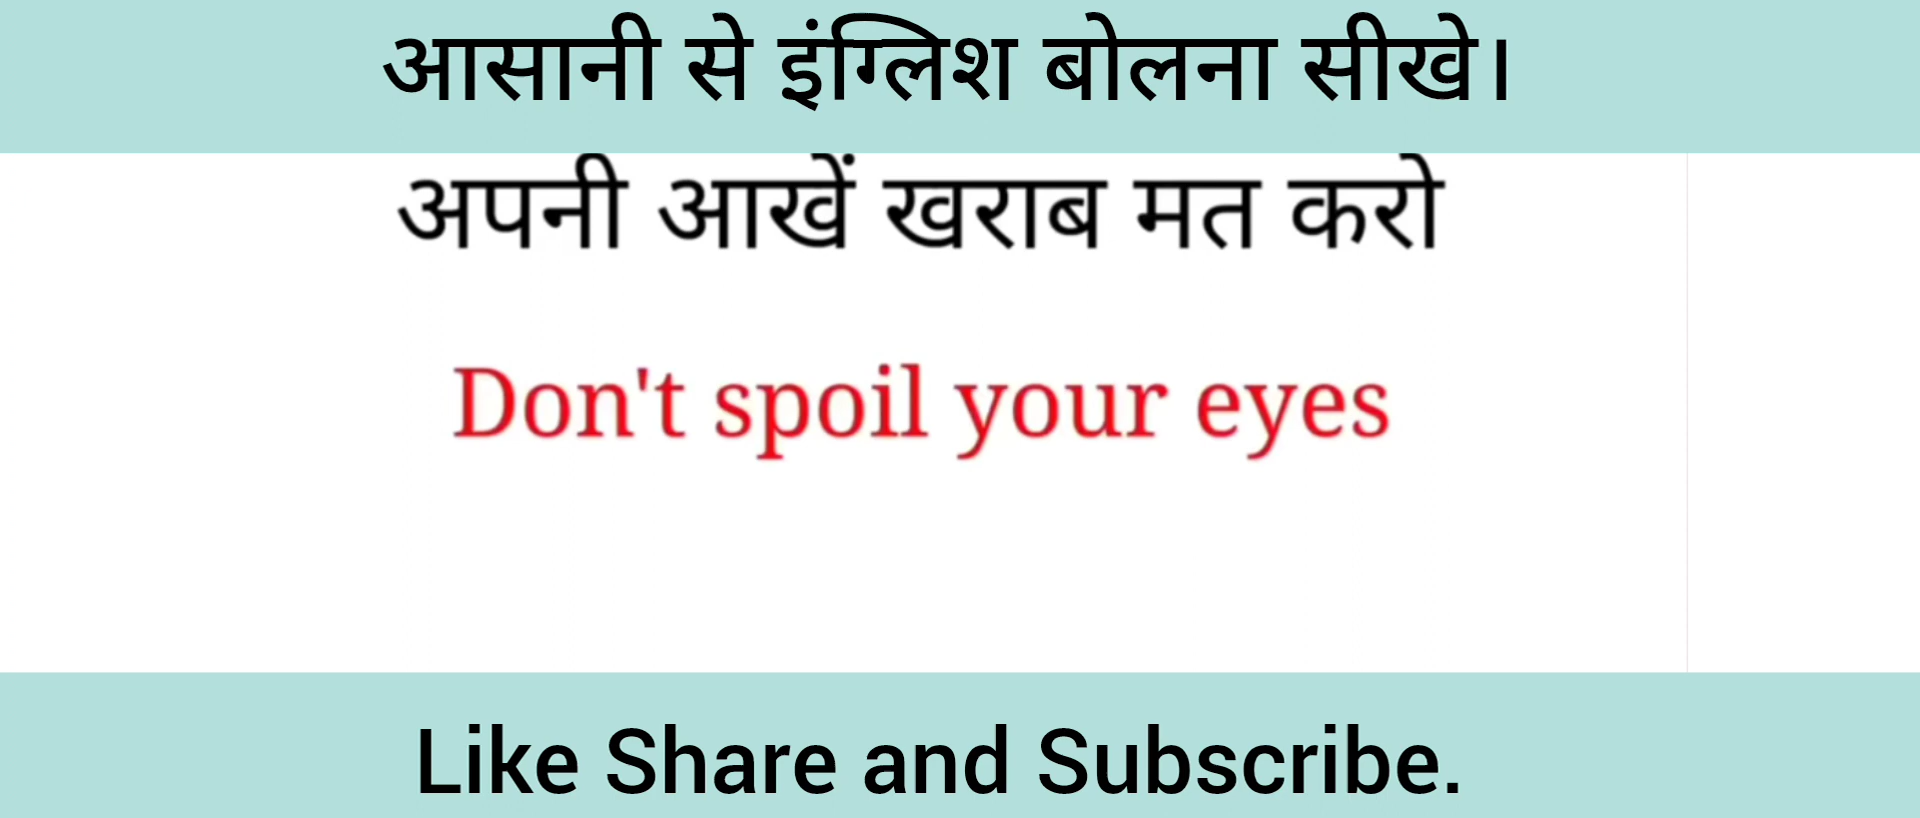 आसानी से इंग्लिश बोलना सीखे।
अपनी आखें खराब मत करो
Don't spoil your eyes
Like Share and Subscribe.